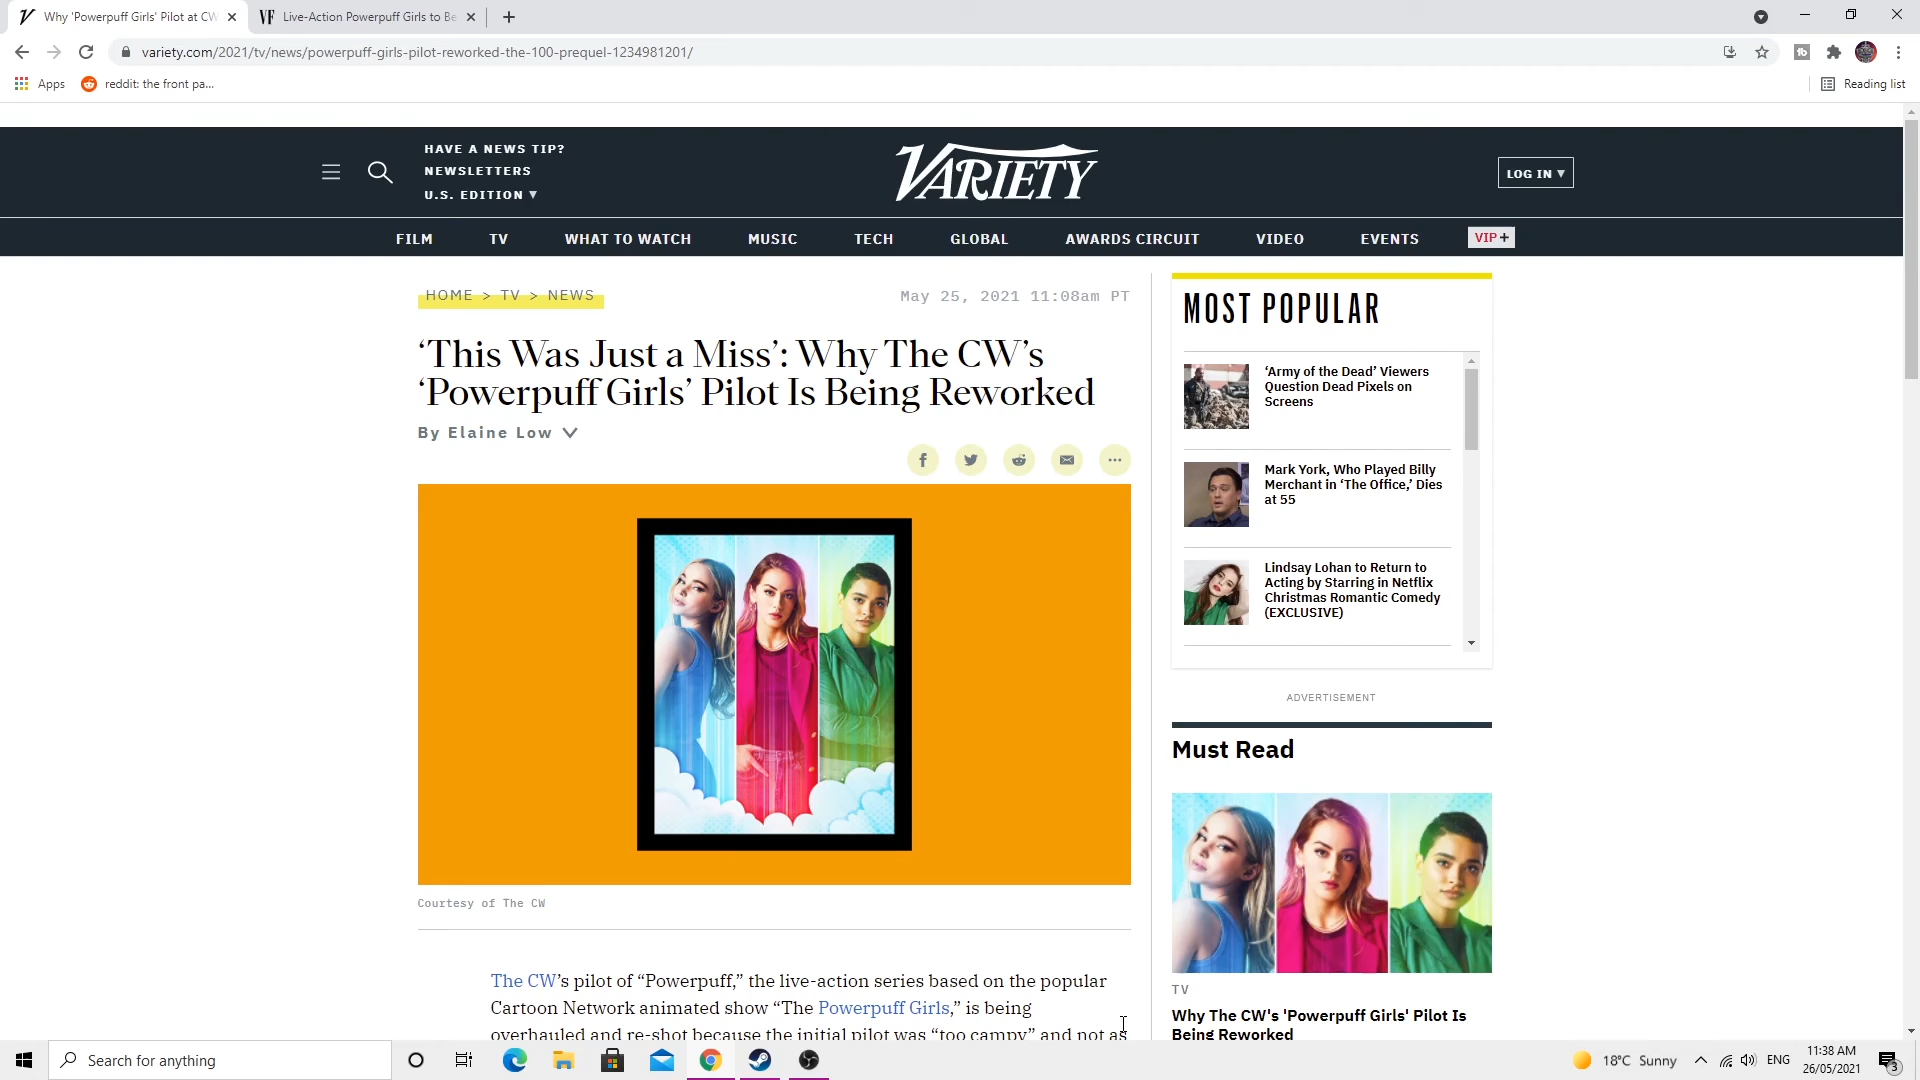 Why 'Powerpuff Girls' Pilot at CW
Live-Action Powerpuff Girls to Be
variety.com/2021/tv/news/powerpuff-girls-pilot-reworked-the-100-prequel-1234981201/
Apps
reddit: the front pa...
Reading list
HAVE A NEWS TIP?
NEWSLETTERS
U.S. EDITION ▼
VARIETY
LOG IN ▼
FILM TV WHAT TO WATCH MUSIC TECH GLOBAL AWARDS CIRCUIT VIDEO EVENTS VIP+
HOME > TV > NEWS
May 25, 2021 11:08am PT
‘This Was Just a Miss’: Why The CW’s
‘Powerpuff Girls’ Pilot Is Being Reworked
By Elaine Low
Courtesy of The CW
The CW’s pilot of “Powerpuff,” the live-action series based on the popular
Cartoon Network animated show “The Powerpuff Girls,” is being
overhauled and re-shot because the initial pilot was “too campy” and not as
MOST POPULAR
‘Army of the Dead’ Viewers
Question Dead Pixels on
Screens
Mark York, Who Played Billy
Merchant in ‘The Office,’ Dies
at 55
Lindsay Lohan to Return to
Acting by Starring in Netflix
Christmas Romantic Comedy
(EXCLUSIVE)
ADVERTISEMENT
Must Read
TV
Why The CW's 'Powerpuff Girls' Pilot Is
Being Reworked
Search for anything
18°C Sunny
ENG
11:38 AM
26/05/2021
3